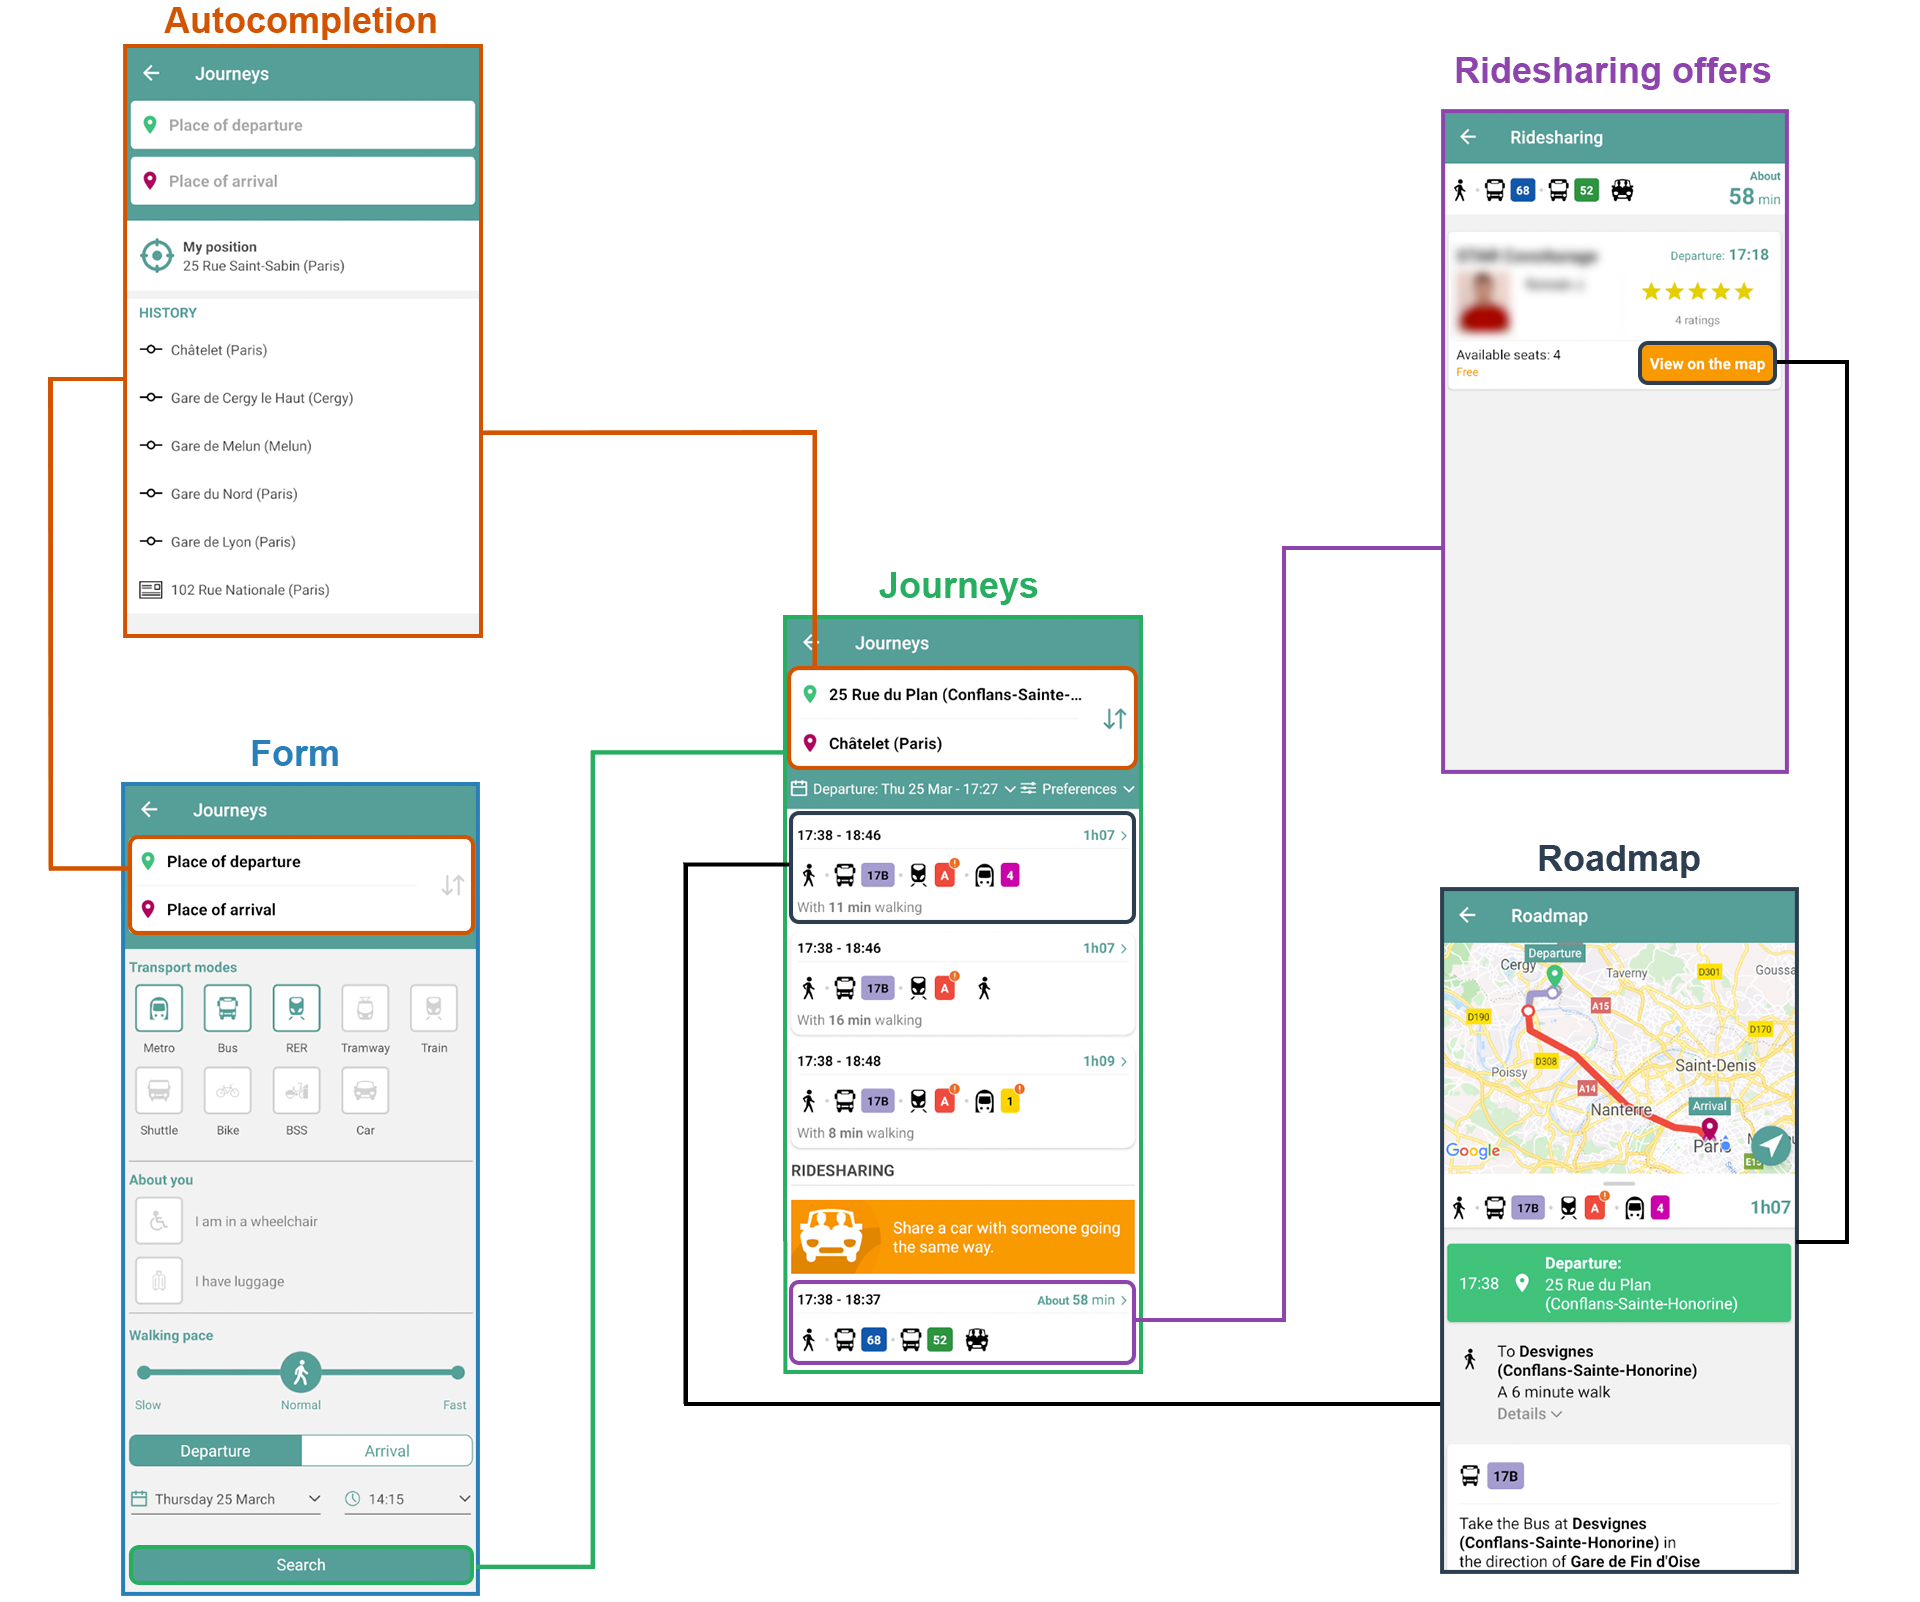 Autocompletion
Journeys
Place of departure
Place of arrival
My position
25 Rue Saint-Sabin (Paris)
HISTORY
Châtelet (Paris)
Gare de Cergy le Haut (Cergy)
Gare de Melun (Melun)
Gare du Nord (Paris)
Gare de Lyon (Paris)
102 Rue Nationale (Paris)
Form
Journeys
Place of departure
Place of arrival
Transport modes
Metro Bus RER Tramway Train
Shuttle Bike BSS Car
About you
I am in a wheelchair
I have luggage
Walking pace
Slow Normal Fast
Departure Arrival
Thursday 25 March 14:15
Search
Journeys
Journeys
25 Rue du Plan (Conflans-Sainte-...
Châtelet (Paris)
Departure: Thu 25 Mar - 17:27 Preferences
17:38 - 18:46 1h07
17B A ! 4
With 11 min walking
17:38 - 18:46 1h07
17B A !
With 16 min walking
17:38 - 18:48 1h09
17B A ! 1 !
With 8 min walking
RIDESHARING
Share a car with someone going
the same way.
17:38 - 18:37 About 58 min
68 52
Ridesharing offers
Ridesharing
About
68 52 58 min
Departure: 17:18
4 ratings
Available seats: 4
Free
View on the map
Roadmap
Roadmap
Departure
Cergy
Taverny
D301
Goussa
A15
D190
D170
D308
Saint-Denis
Poissy
A14
Nanterre
Arrival
Paris
Google
E15
17B A ! 4 1h07
Departure:
17:38 25 Rue du Plan
(Conflans-Sainte-Honorine)
To Desvignes
(Conflans-Sainte-Honorine)
A 6 minute walk
Details
17B
Take the Bus at Desvignes
(Conflans-Sainte-Honorine) in
the direction of Gare de Fin d'Oise